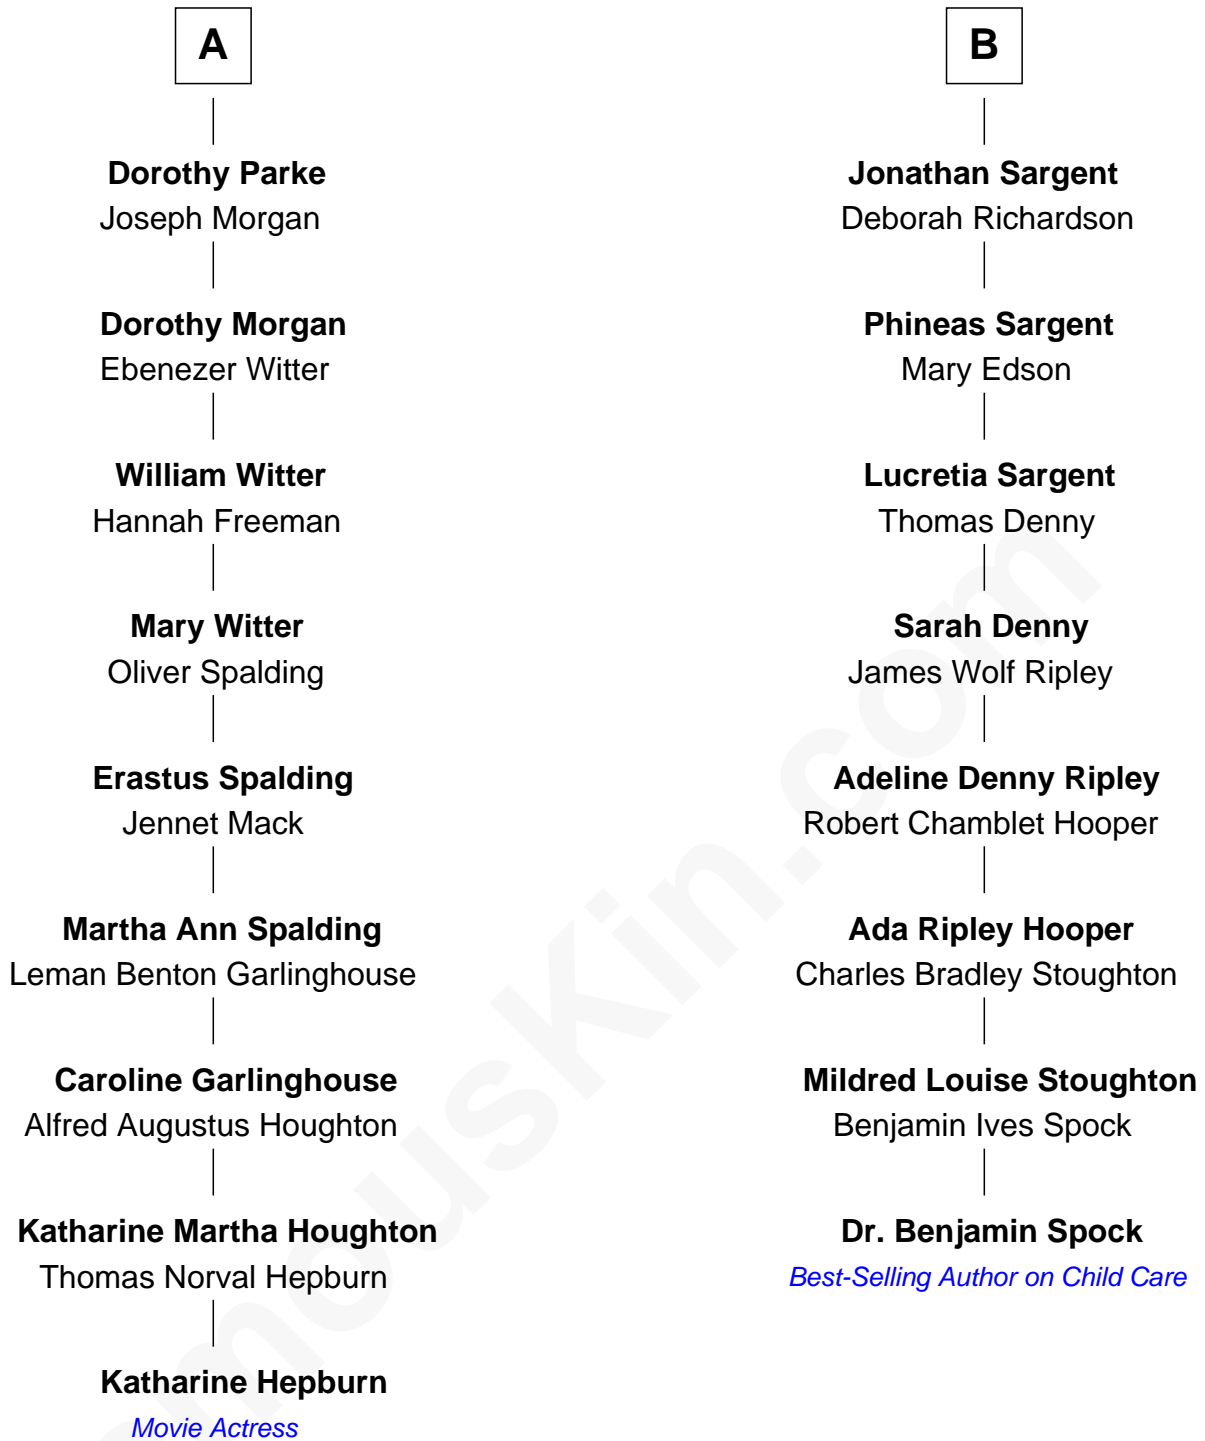 A
Dorothy Parke
Joseph Morgan
Dorothy Morgan
Ebenezer Witter
William Witter
Hannah Freeman
Mary Witter
Oliver Spalding
Erastus Spalding
Jennet Mack
Martha Ann Spalding
Leman Benton Garlinghouse
Caroline Garlinghouse
Alfred Augustus Houghton
Katharine Martha Houghton
Thomas Norval Hepburn
Katharine Hepburn
Movie Actress
B
Jonathan Sargent
Deborah Richardson
Phineas Sargent
Mary Edson
Lucretia Sargent
Thomas Denny
Sarah Denny
James Wolf Ripley
Adeline Denny Ripley
Robert Chamblet Hooper
Ada Ripley Hooper
Charles Bradley Stoughton
Mildred Louise Stoughton
Benjamin Ives Spock
Dr. Benjamin Spock
Best-Selling Author on Child Care
mousKin.com